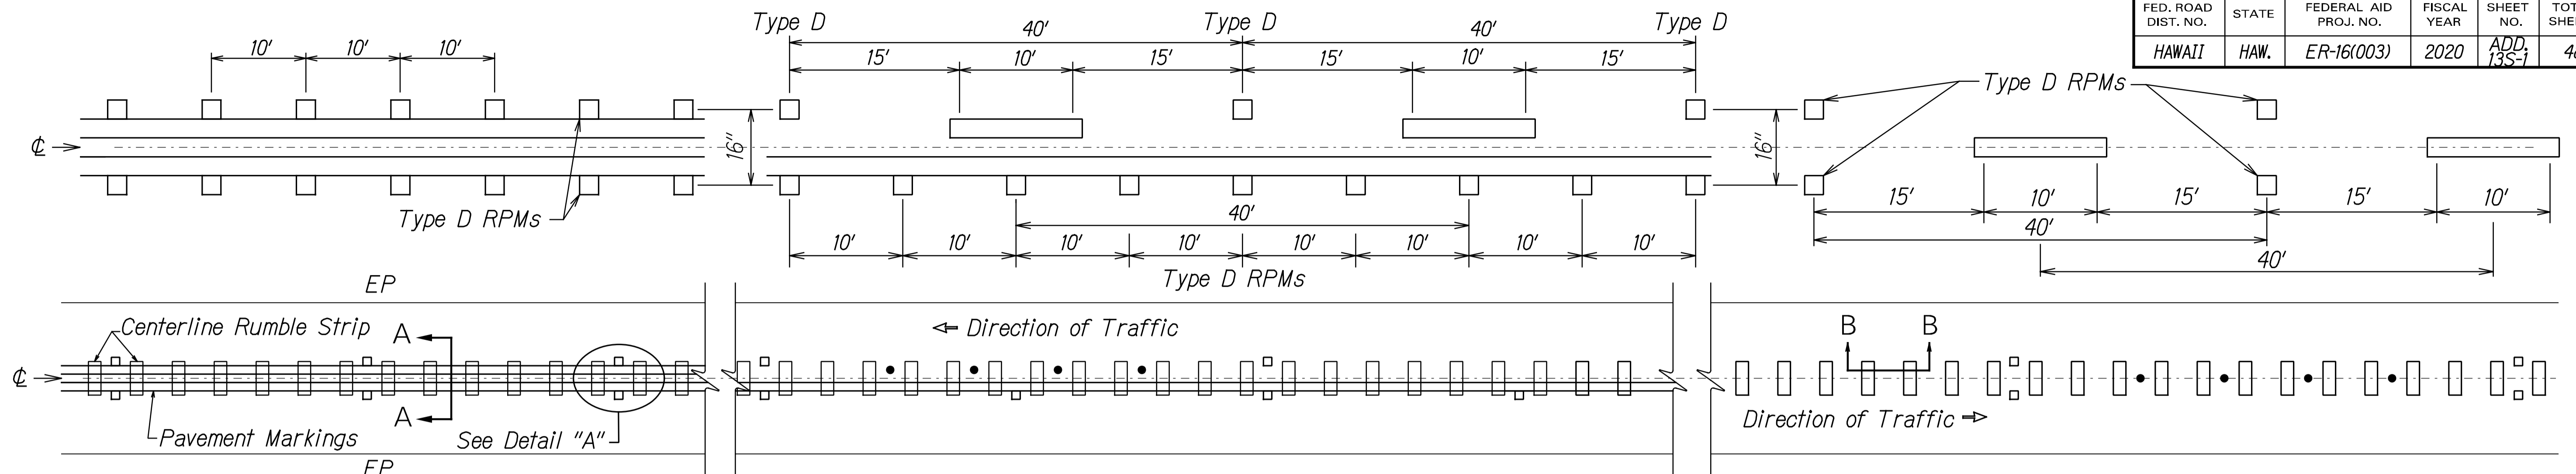 FED. ROAD DIST. NO. STATE FEDERAL AID PROJ. NO. FISCAL YEAR SHEET NO.
HAWAII HAW. ER-16(003) 2020 ADD. 13S-1
Type D Type D Type D
10' 10' 10' 40' 40'
15' 10' 15' 15' 10' 15'
Type D RPMs
℄ 16" 16"
Type D RPMs
15' 10' 15' 15' 10'
40' 40'
10' 10' 10' 10' 10' 10' 10' 10'
40'
Type D RPMs
EP
Centerline Rumble Strip A
Direction of Traffic
B B
℄
A
Pavement Markings
See Detail "A"
Direction of Traffic
EP